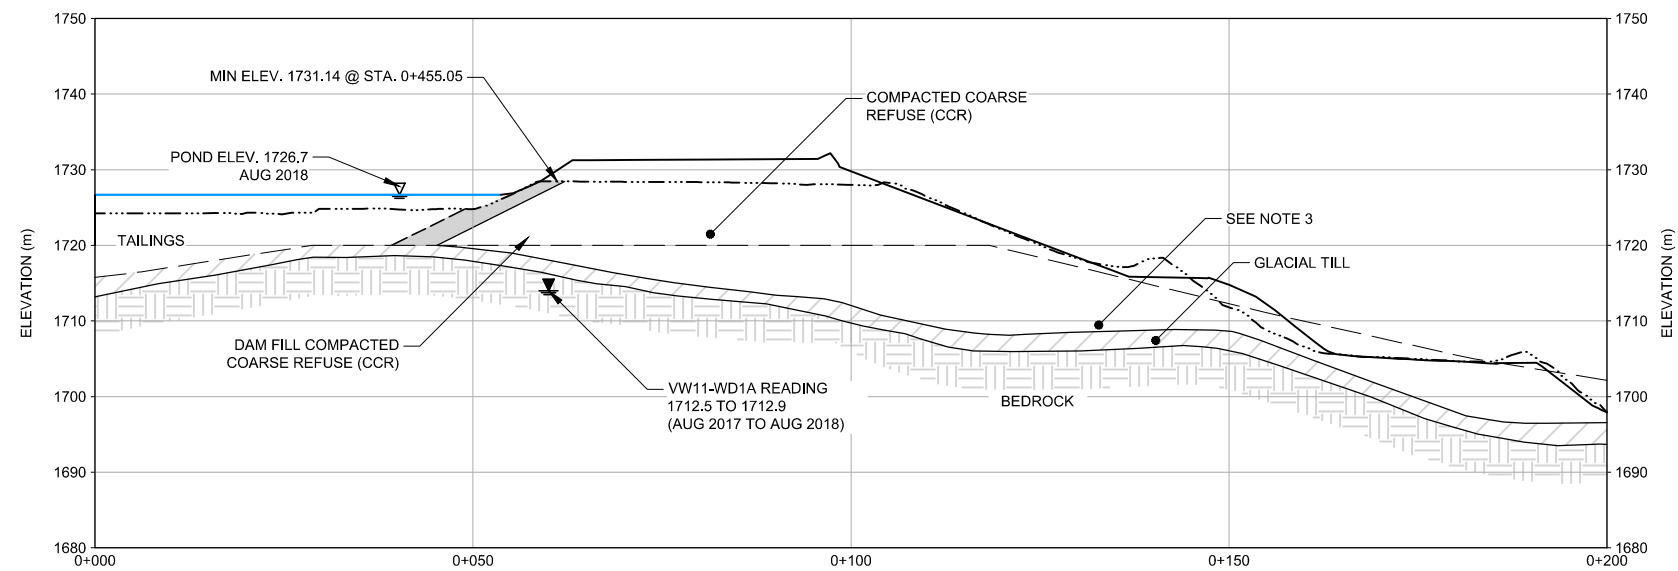 1750
1750
MIN ELEV. 1731.14 @ STA. 0+455.05
1740
COMPACTED COARSE
REFUSE (CCR)
1740
POND ELEV. 1726.7
AUG 2018
1730
1730
SEE NOTE 3
TAILINGS
1720
1720
GLACIAL TILL
ELEVATION (m)
ELEVATION (m)
1710
1710
DAM FILL COMPACTED
COARSE REFUSE (CCR)
VW11-WD1A READING
1712.5 TO 1712.9
(AUG 2017 TO AUG 2018)
1700
BEDROCK
1700
1690
1690
1680
1680
0+000
0+050
0+100
0+150
0+200